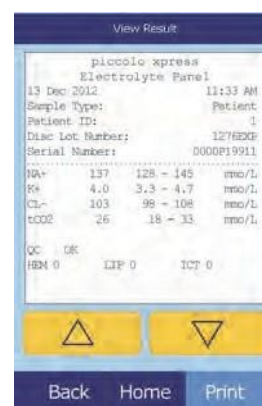 View Result
piccolo xpress
Electrolyte Panel
13 Dec 2012 11:33 AM
Sample Type: Patient
Patient ID: 1
Disc Lot Number: 1276EXP
Serial Number: 0000P19911
NA+ 137 128 - 145 mmo/L
K+ 4.0 3.3 - 4.7 mmo/L
CL- 103 98 - 108 mmo/L
tCO2 26 18 - 33 mmo/L
QC OK
HEM 0 LIP 0 ICT 0
Back Home Print